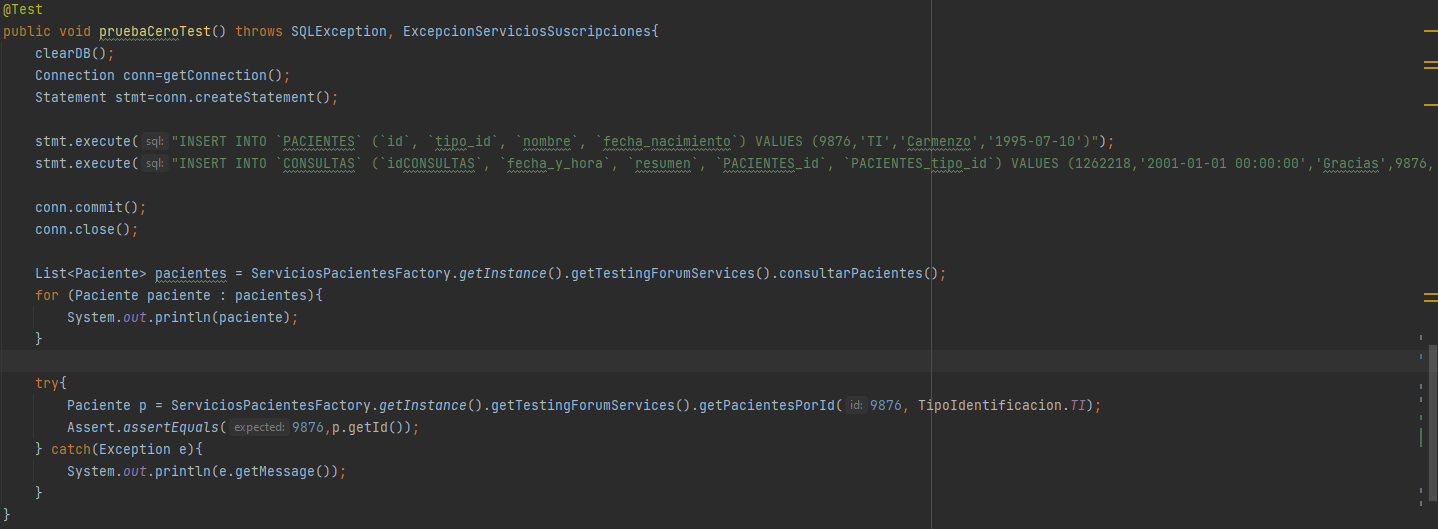 @Test
public void pruebaCeroTest() throws SQLException, ExcepcionServiciosSuscripciones{
    clearDB();
    Connection conn=getConnection();
    Statement stmt=conn.createStatement();

    stmt.execute( sql: "INSERT INTO `PACIENTES` (`id`, `tipo_id`, `nombre`, `fecha_nacimiento`) VALUES (9876,'TI','Carmenzo','1995-07-10')");
    stmt.execute( sql: "INSERT INTO `CONSULTAS` (`idCONSULTAS`, `fecha_y_hora`, `resumen`, `PACIENTES_id`, `PACIENTES_tipo_id`) VALUES (1262218,'2001-01-01 00:00:00','Gracias',9876,

    conn.commit();
    conn.close();

    List<Paciente> pacientes = ServiciosPacientesFactory.getInstance().getTestingForumServices().consultarPacientes();
    for (Paciente paciente : pacientes){
        System.out.println(paciente);
    }

    try{
        Paciente p = ServiciosPacientesFactory.getInstance().getTestingForumServices().getPacientesPorId( id: 9876, TipoIdentificacion.TI);
        Assert.assertEquals( expected: 9876,p.getId());
    } catch(Exception e){
        System.out.println(e.getMessage());
    }
}